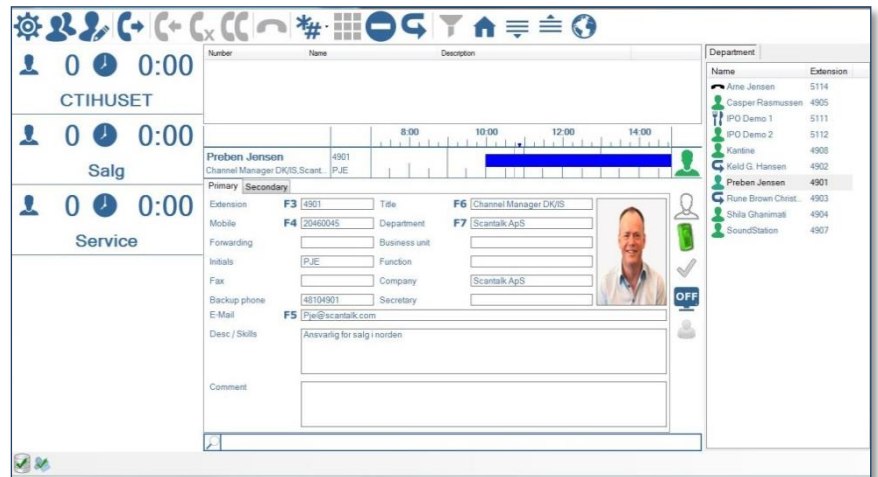 *#
0 0:00
CTIHUSET
0 0:00
Salg
0 0:00
Service
Number Name Description
8:00 10:00 12:00 14:00
Preben Jensen 4901
Channel Manager DK/IS,Scant.. PJE
Primary Secondary
Extension F3 4901 Title F6 Channel Manager DK/IS
Mobile F4 20460045 Department F7 Scantalk ApS
Forwarding Business unit
Initials PJE Function
Fax Company Scantalk ApS
Backup phone 48104901 Secretary
E-Mail F5 Pje@scantalk.com
Desc / Skills Ansvarlig for salg i norden
Comment
OFF
Department
Name Extension
Arne Jensen 5114
Casper Rasmussen 4905
IPO Demo 1 5111
IPO Demo 2 5112
Kantine 4908
Keld G. Hansen 4902
Preben Jensen 4901
Rune Brown Christ... 4903
Shila Ghanimati 4904
SoundStation 4907